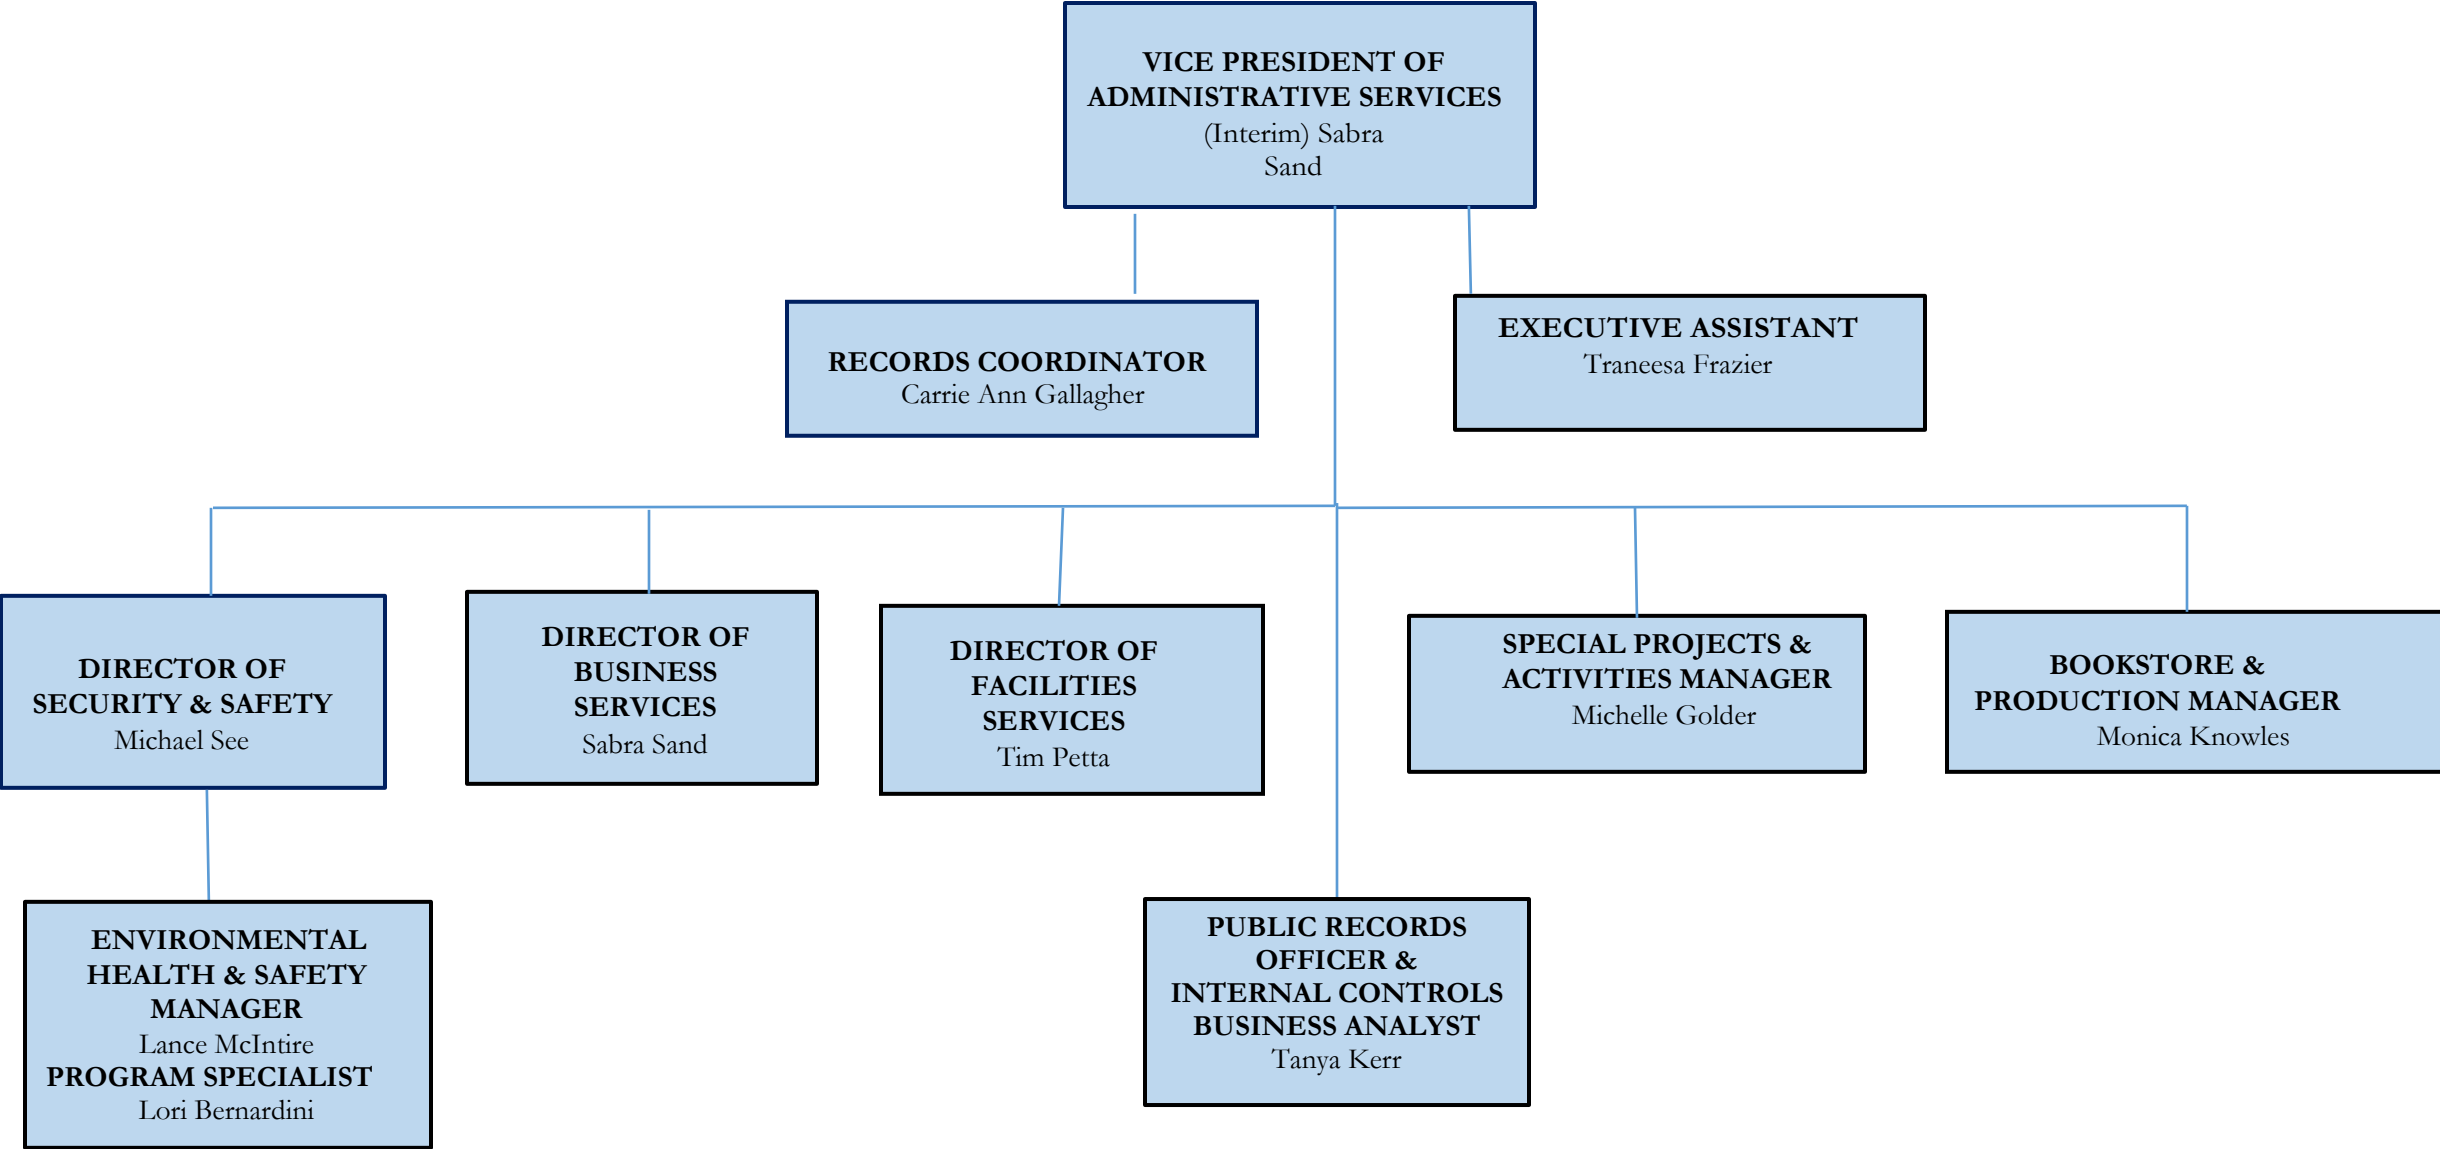 VICE PRESIDENT OF
ADMINISTRATIVE SERVICES
(Interim) Sabra
Sand
RECORDS COORDINATOR
Carrie Ann Gallagher
EXECUTIVE ASSISTANT
Traneesa Frazier
DIRECTOR OF
SECURITY & SAFETY
Michael See
DIRECTOR OF
BUSINESS
SERVICES
Sabra Sand
DIRECTOR OF
FACILITIES
SERVICES
Tim Petta
SPECIAL PROJECTS &
ACTIVITIES MANAGER
Michelle Golder
BOOKSTORE &
PRODUCTION MANAGER
Monica Knowles
ENVIRONMENTAL
HEALTH & SAFETY
MANAGER
Lance McIntire
PROGRAM SPECIALIST
Lori Bernardini
PUBLIC RECORDS
OFFICER &
INTERNAL CONTROLS
BUSINESS ANALYST
Tanya Kerr